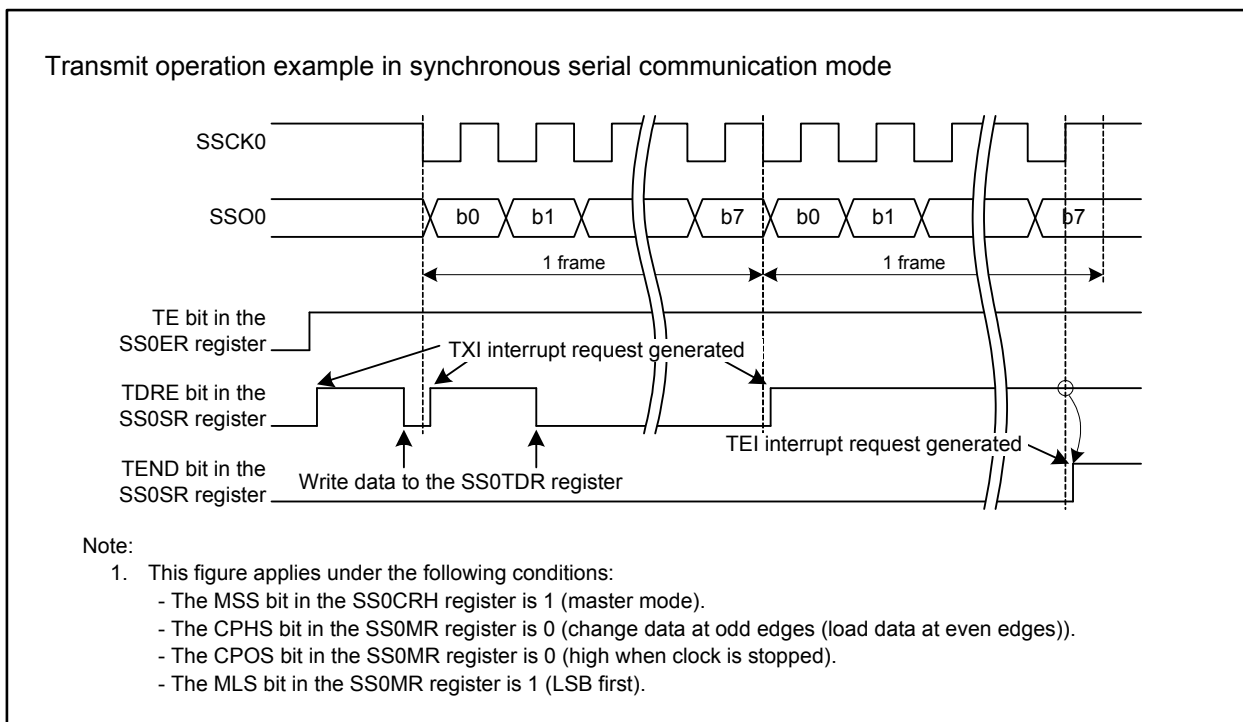 Transmit operation example in synchronous serial communication mode
SSCK0
SSO0
b0 b1 b7 b0 b1 b7
1 frame 1 frame
TE bit in the
SS0ER register
TXI interrupt request generated
TDRE bit in the
SS0SR register
TEI interrupt request generated
TEND bit in the
SS0SR register
Write data to the SS0TDR register
Note:
1. This figure applies under the following conditions:
- The MSS bit in the SS0CRH register is 1 (master mode).
- The CPHS bit in the SS0MR register is 0 (change data at odd edges (load data at even edges)).
- The CPOS bit in the SS0MR register is 0 (high when clock is stopped).
- The MLS bit in the SS0MR register is 1 (LSB first).